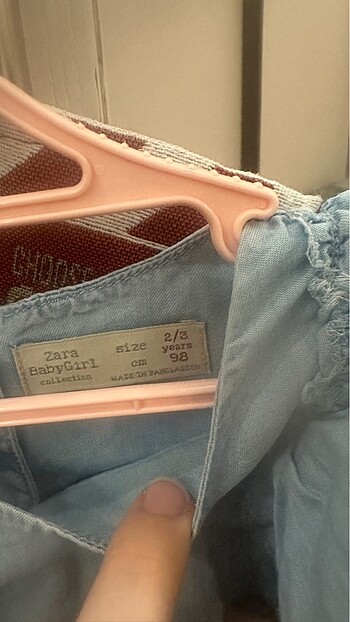 CHOOSE
Zara
BabyGirl
collection
size
cm
2/3
years
98
MADE IN BANGLADESH